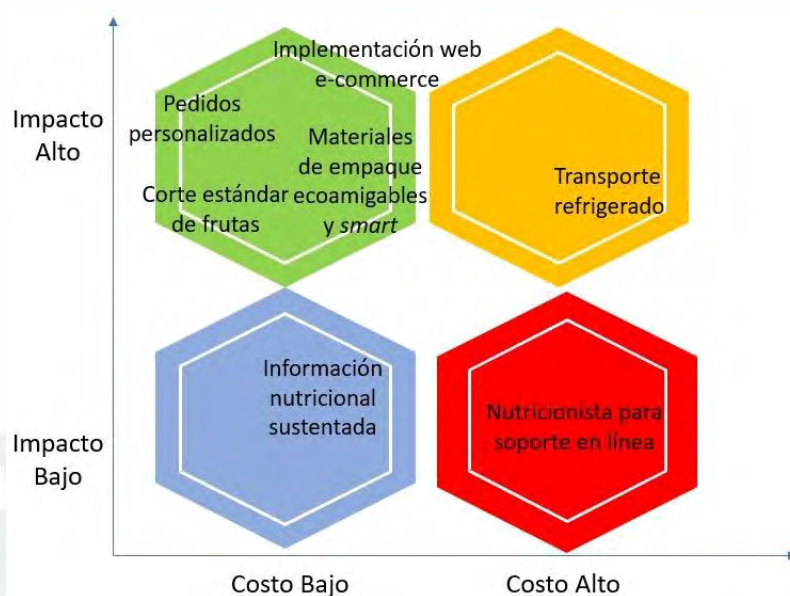 Implementación web
e-commerce
Impacto
Alto
Pedidos
personalizados
Materiales
de empaque
ecoamigables
y smart
Corte estándar
de frutas
Transporte
refrigerado
Impacto
Bajo
Información
nutricional
sustentada
Nutricionista para
soporte en línea
Costo Bajo
Costo Alto